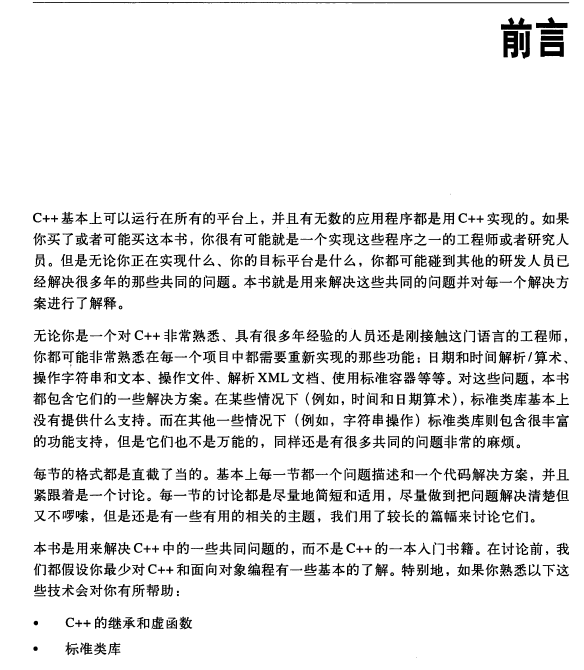 前言
C++基本上可以运行在所有的平台上，并且有无数的应用程序都是用C++实现的。如果
你买了或者可能买这本书，你很有可能就是一个实现这些程序之一的工程师或者研究人
员。但是无论你正在实现什么、你的目标平台是什么，你都可能碰到其他的研发人员已
经解决很多年的那些共同的问题。本书就是用来解决这些共同的问题并对每一个解决方
案进行了解释。
无论你是一个对C++非常熟悉、具有很多年经验的人员还是刚接触这门语言的工程师，
你都可能非常熟悉在每一个项目中都需要重新实现的那些功能：日期和时间解析/算术、
操作字符串和文本、操作文件、解析XML文档、使用标准容器等等。对这些问题，本书
都包含它们的一些解决方案。在某些情况下（例如，时间和日期算术），标准类库基本上
没有提供什么支持。而在其他一些情况下（例如，字符串操作）标准类库则包含很丰富
的功能支持，但是它们也不是万能的，同样还是有很多共同的问题非常的麻烦。
每节的格式都是直截了当的。基本上每一节都一个问题描述和一个代码解决方案，并且
紧跟着是一个讨论。每一节的讨论都是尽量地简短和适用，尽量做到把问题解决清楚但
又不啰嗦，但是还是有一些有用的相关的主题，我们用了较长的篇幅来讨论它们。
本书是用来解决C++中的一些共同问题的，而不是C++的一本入门书籍。在讨论前，我
们都假设你最少对C++和面向对象编程有一些基本的了解。特别地，如果你熟悉以下这
些技术会对你有所帮助：
• C++的继承和虚函数
• 标准类库